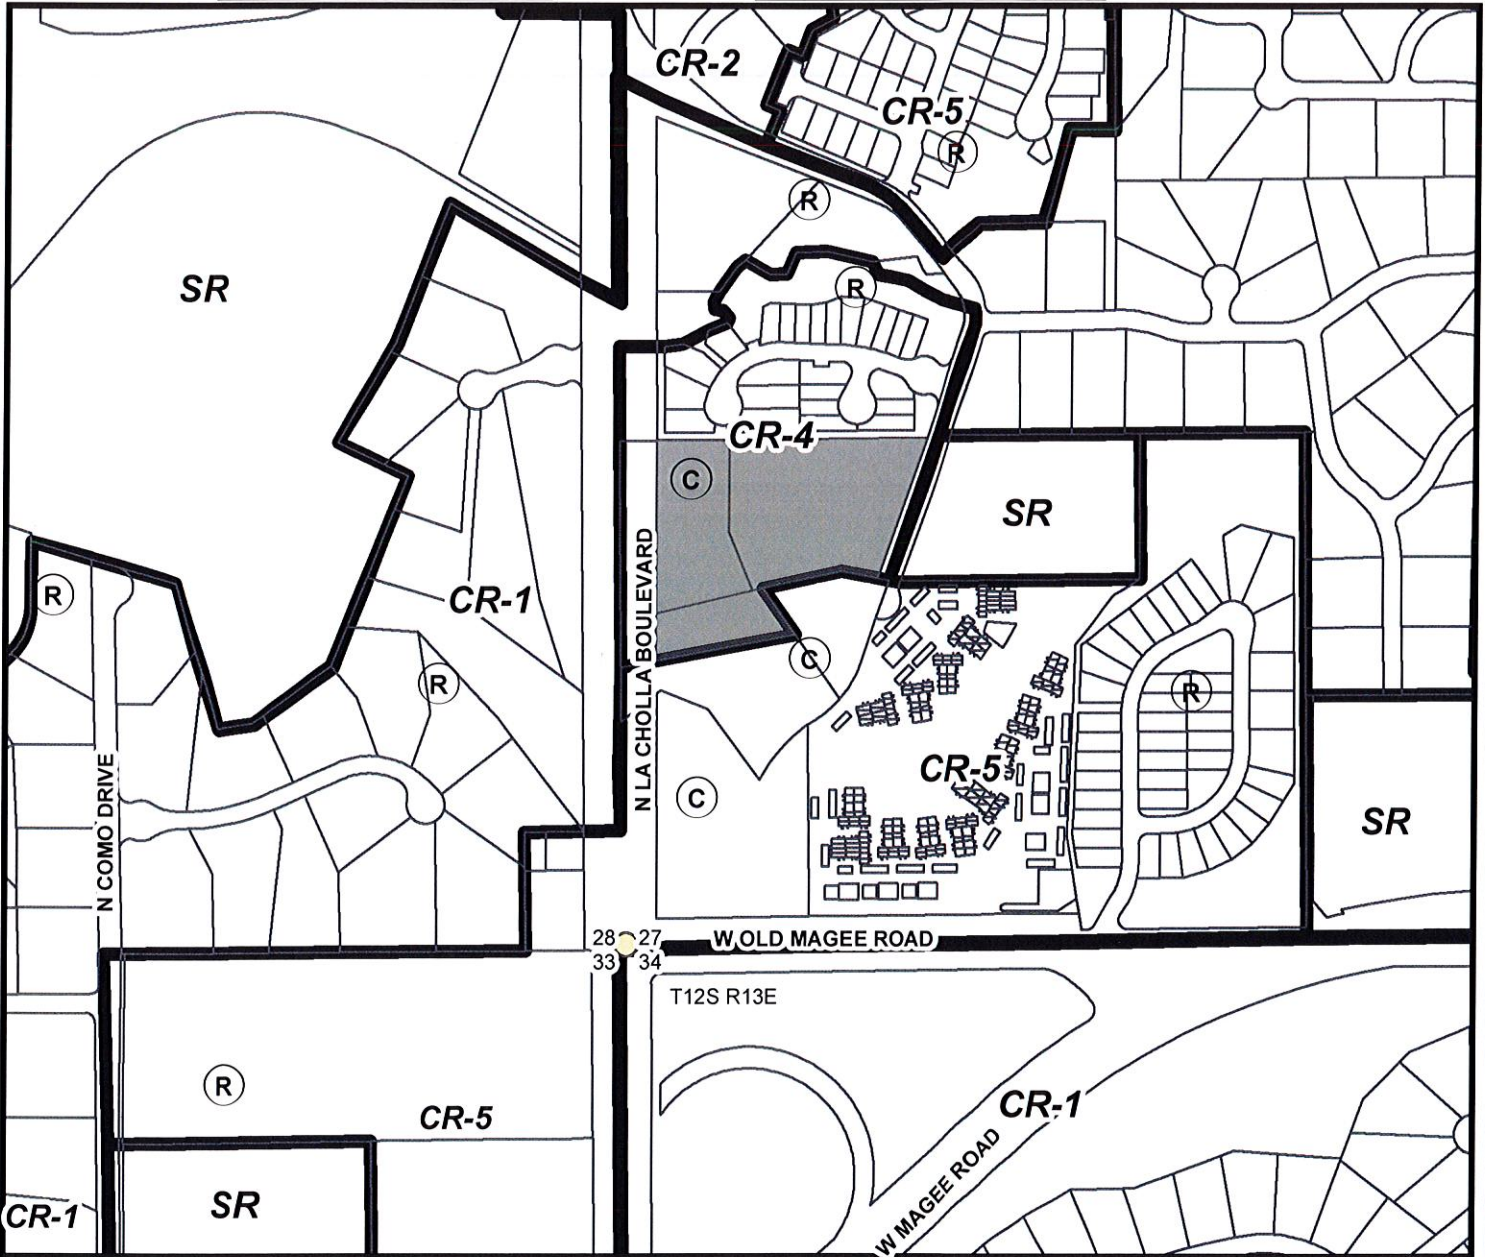 CR-2
CR-5
R
R
SR
R
CR-4
C
SR
R
CR-1
N LA CHOLLA BOULEVARD
C
R
R
CR-5
C
SR
N COMO DRIVE
28 27
33 34
W OLD MAGEE ROAD
T12S R13E
R
CR-5
CR-1
W MAGEE ROAD
SR
CR-1